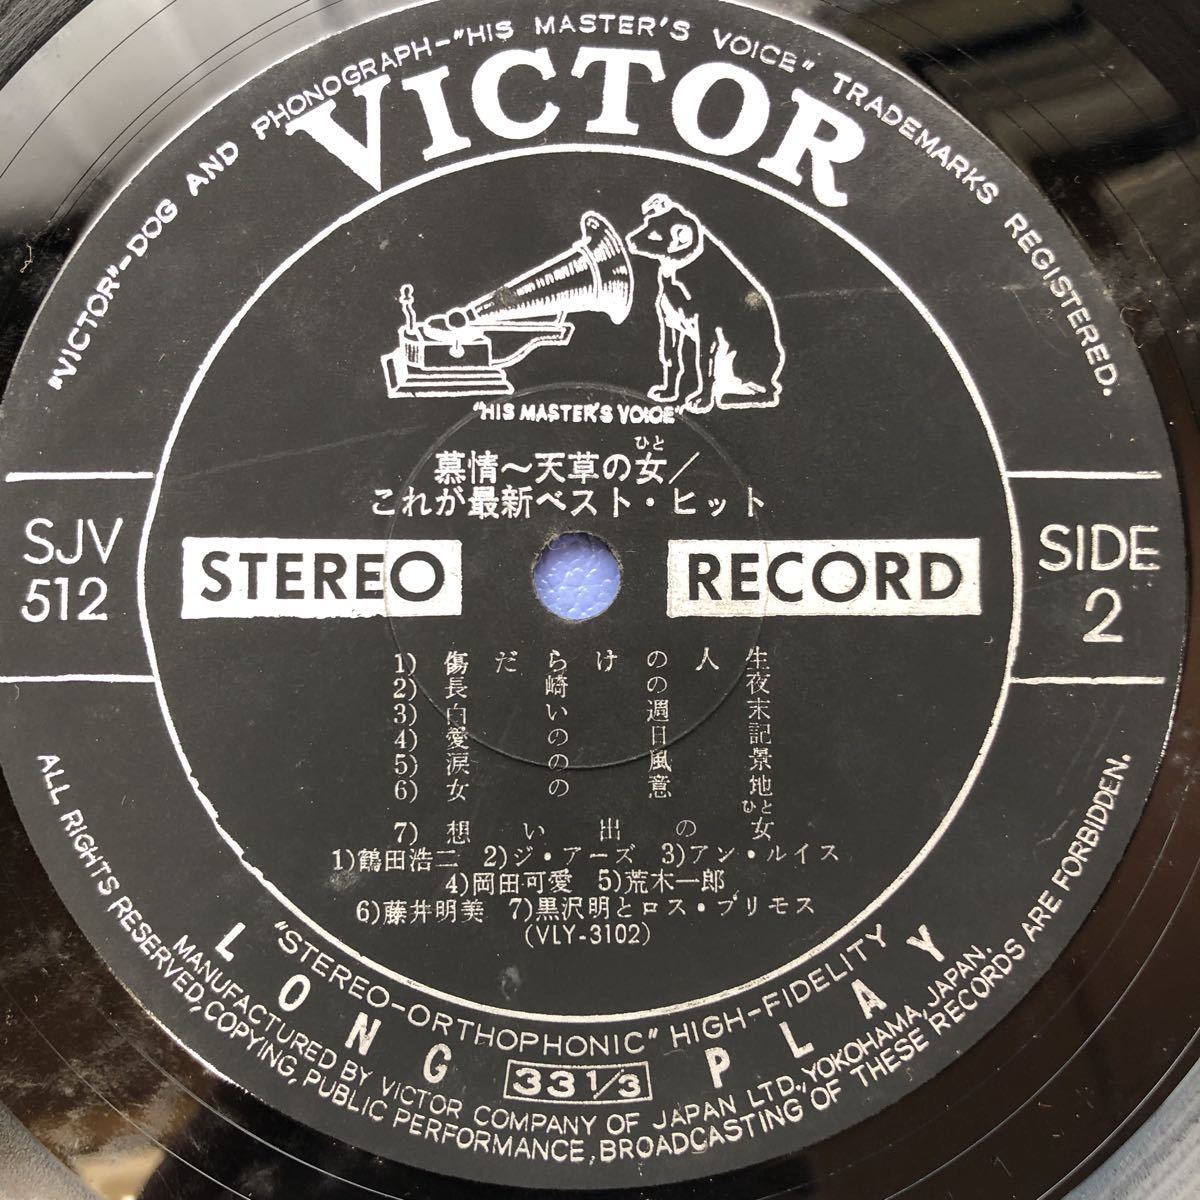 "VICTOR"-DOG AND PHONOGRAPH-"HIS MASTER'S VOICE" TRADEMARKS REGISTERED.
VICTOR
"HIS MASTER'S VOICE"
ひと
慕情〜天草の女/
これが最新ベスト・ヒット
SJV
512
STEREO RECORD
SIDE
2
1) 傷だらけの人生
2) 長崎の夜
3) 白い週末
4) 愛の日記
5) 涙の風景
6) 女の意地
ひと
7) 想い出の女
1)鶴田浩二 2)ジ・アーズ 3)アン・ルイス
4)岡田可愛 5)荒木一郎
6)藤井明美 7)黒沢明とロス・プリモス
(VLY-3102)
"STEREO-ORTHOPHONIC" HIGH-FIDELITY
LONG 33 1/3 PLAY
MANUFACTURED BY VICTOR COMPANY OF JAPAN LTD., YOKOHAMA, JAPAN.
ALL RIGHTS RESERVED, COPYING, PUBLIC PERFORMANCE, BROADCASTING OF THESE RECORDS ARE FORBIDDEN.